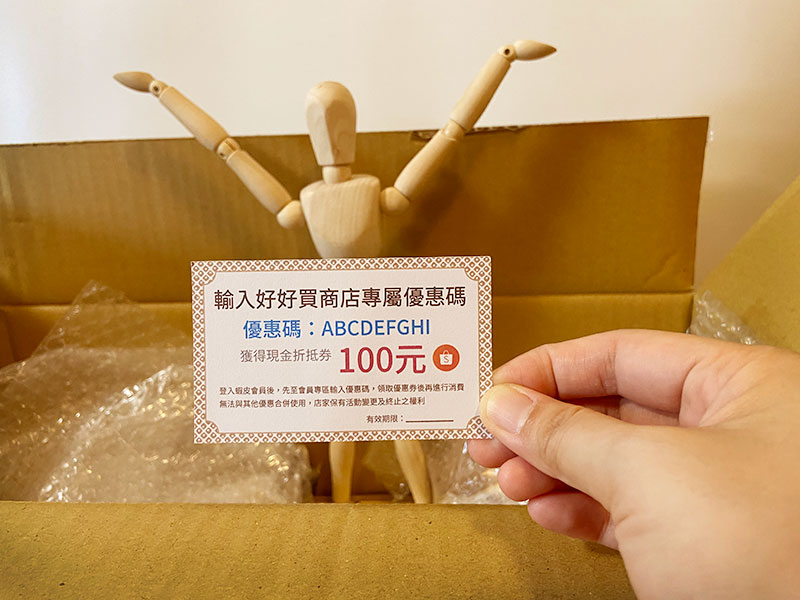 輸入好好買商店專屬優惠碼
優惠碼：ABCDEFGHI
獲得現金折抵券 100元 S
登入蝦皮會員後，先至會員專區輸入優惠碼，領取優惠券後再進行消費
無法與其他優惠合併使用，店家保有活動變更及終止之權利
有效期限：__________